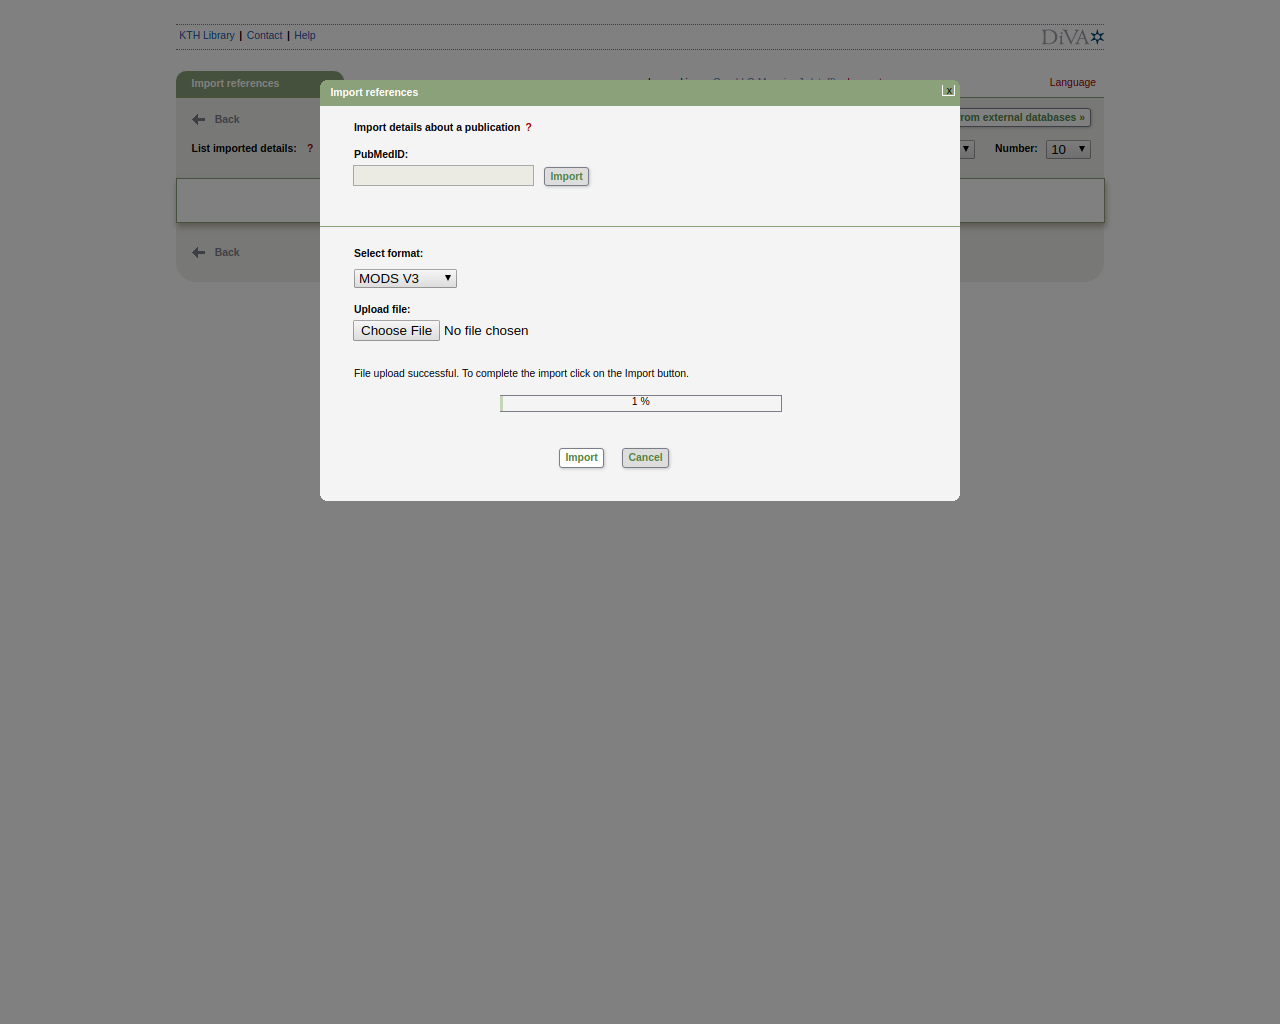 KTH Library | Contact | Help
DiVA
Import references
Language
Import references
x
Back
from external databases »
Import details about a publication ?
List imported details: ?
Number: 10
PubMedID:
Import
Back
Select format:
MODS V3
Upload file:
Choose File No file chosen
File upload successful. To complete the import click on the Import button.
1 %
Import Cancel